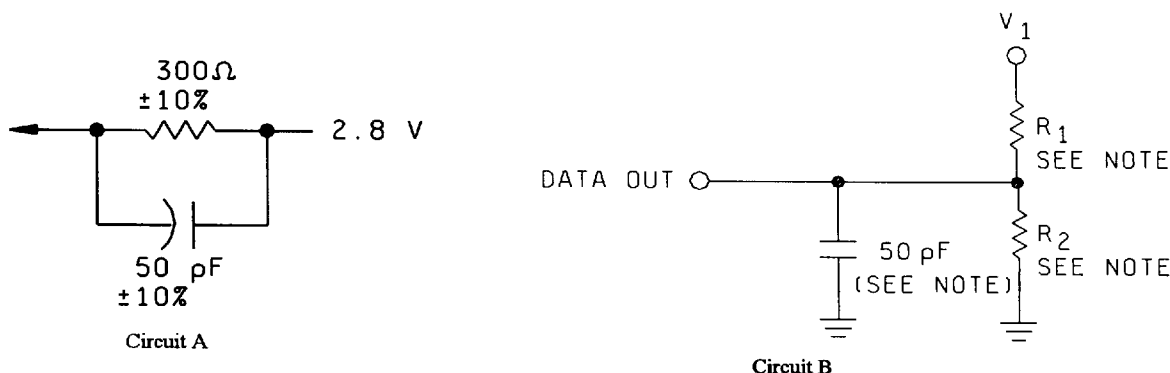 300Ω
±10%
2.8 V
50 pF
±10%
Circuit A
V1
R1
SEE NOTE
DATA OUT
50 pF
(SEE NOTE)
R2
SEE NOTE
Circuit B